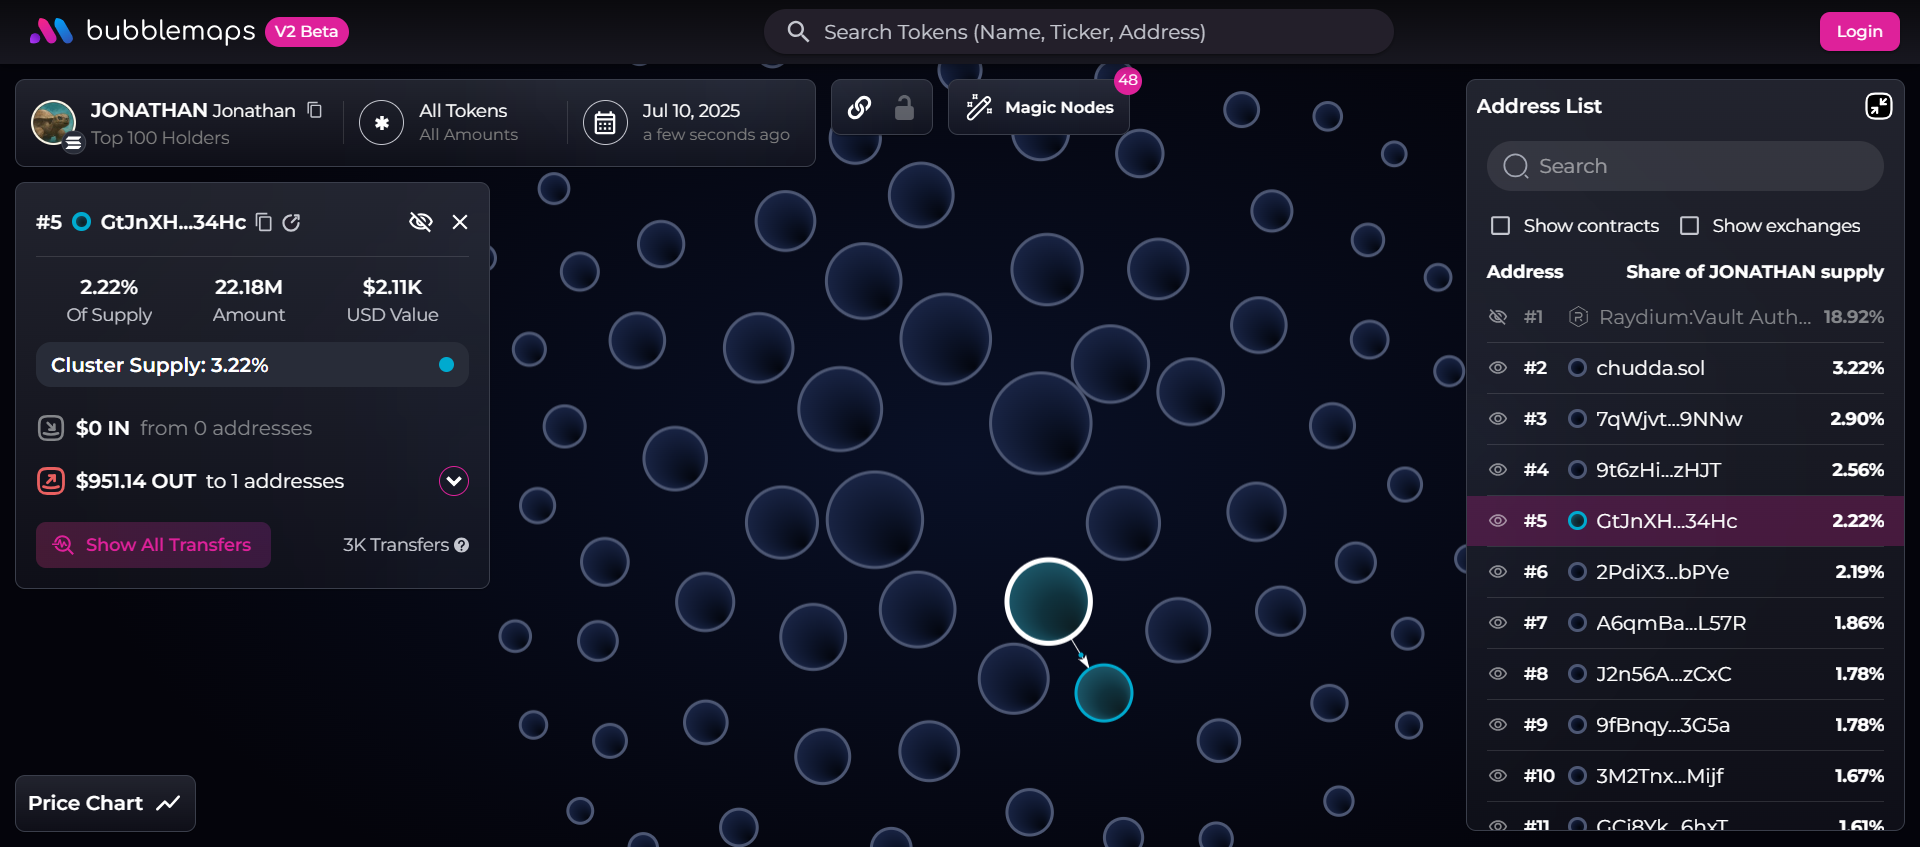 bubblemaps V2 Beta
Search Tokens (Name, Ticker, Address)
Login
JONATHAN Jonathan
Top 100 Holders
All Tokens
All Amounts
Jul 10, 2025
a few seconds ago
Magic Nodes
48
#5 GtJnXH...34Hc
2.22% 22.18M $2.11K
Of Supply Amount USD Value
Cluster Supply: 3.22%
$0 IN from 0 addresses
$951.14 OUT to 1 addresses
Show All Transfers 3K Transfers ?
Price Chart
Address List
Search
Show contracts Show exchanges
Address Share of JONATHAN supply
#1 Raydium:Vault Auth... 18.92%
#2 chudda.sol 3.22%
#3 7qWjvt...9NNw 2.90%
#4 9t6zHi...zHJT 2.56%
#5 GtJnXH...34Hc 2.22%
#6 2PdiX3...bPYe 2.19%
#7 A6qmBa...L57R 1.86%
#8 J2n56A...zCxC 1.78%
#9 9fBnqy...3G5a 1.78%
#10 3M2Tnx...Mijf 1.67%
#11 1.61%